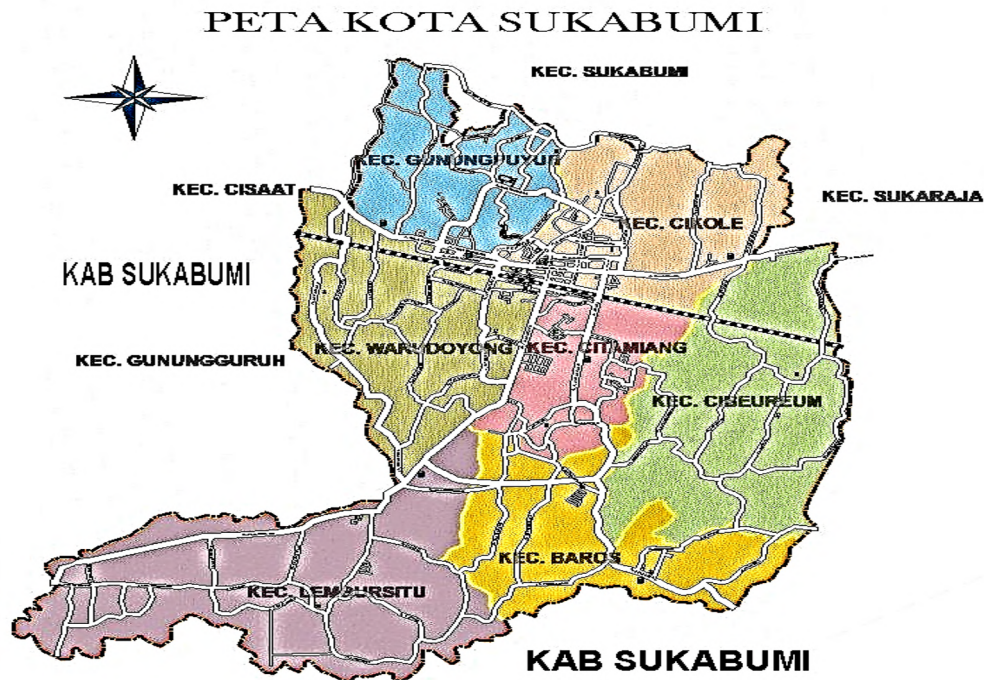 PETA KOTA SUKABUMI
KEC. SUKABUMI
KEC. GUNUNGPUYUH
KEC. CISAAT
KEC. SUKARAJA
KEC. CIKOLE
KAB SUKABUMI
KEC. WARUDOYONG
KEC. CITAMIANG
KEC. GUNUNGGURUH
KEC. CIBEUREUM
KEC. BAROS
KEC. LEMBURSITU
KAB SUKABUMI